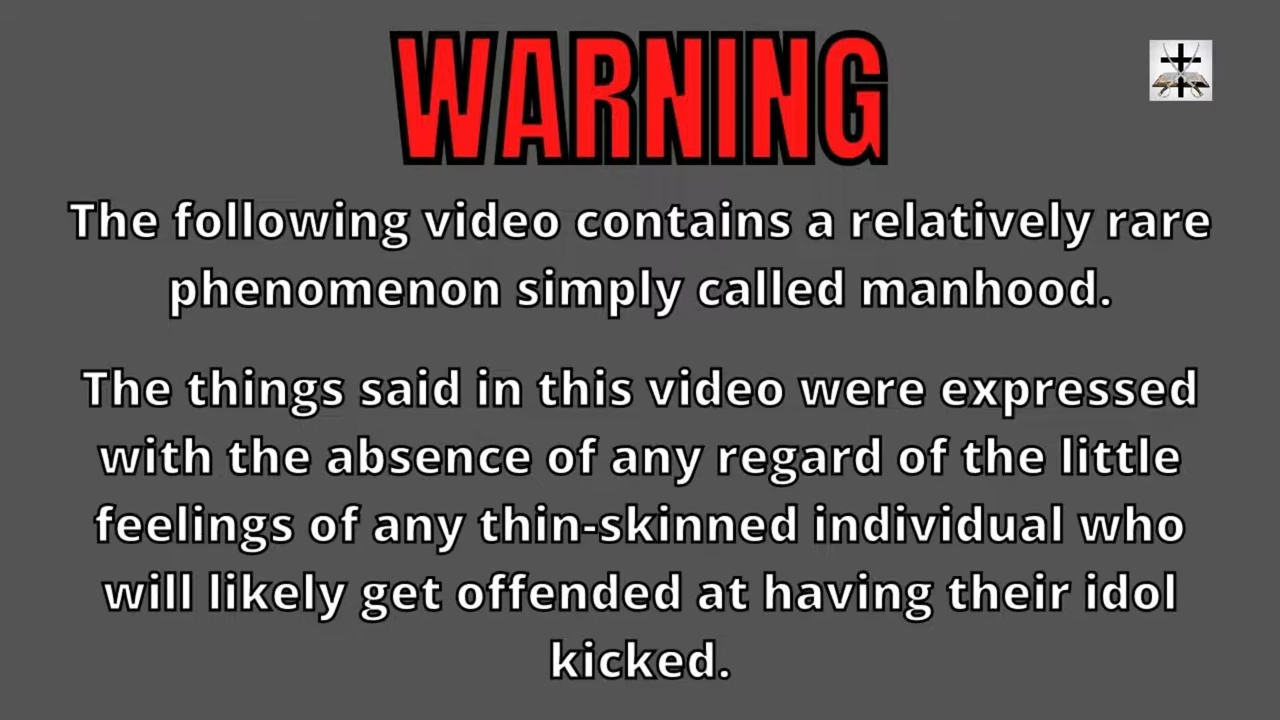 WARNING
The following video contains a relatively rare
phenomenon simply called manhood.
The things said in this video were expressed
with the absence of any regard of the little
feelings of any thin-skinned individual who
will likely get offended at having their idol
kicked.